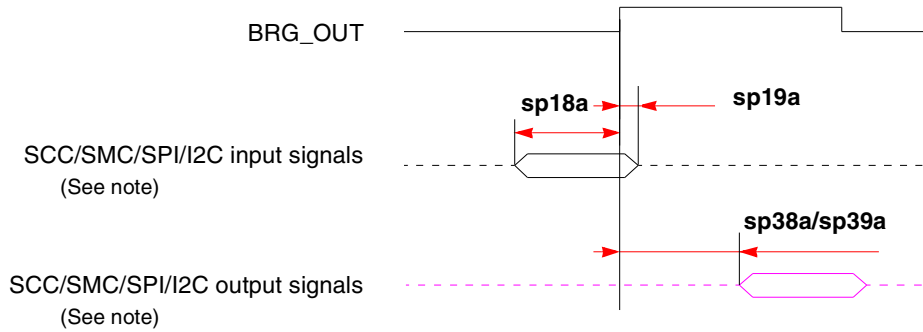 BRG_OUT
sp18a
sp19a
SCC/SMC/SPI/I2C input signals
(See note)
sp38a/sp39a
SCC/SMC/SPI/I2C output signals
(See note)